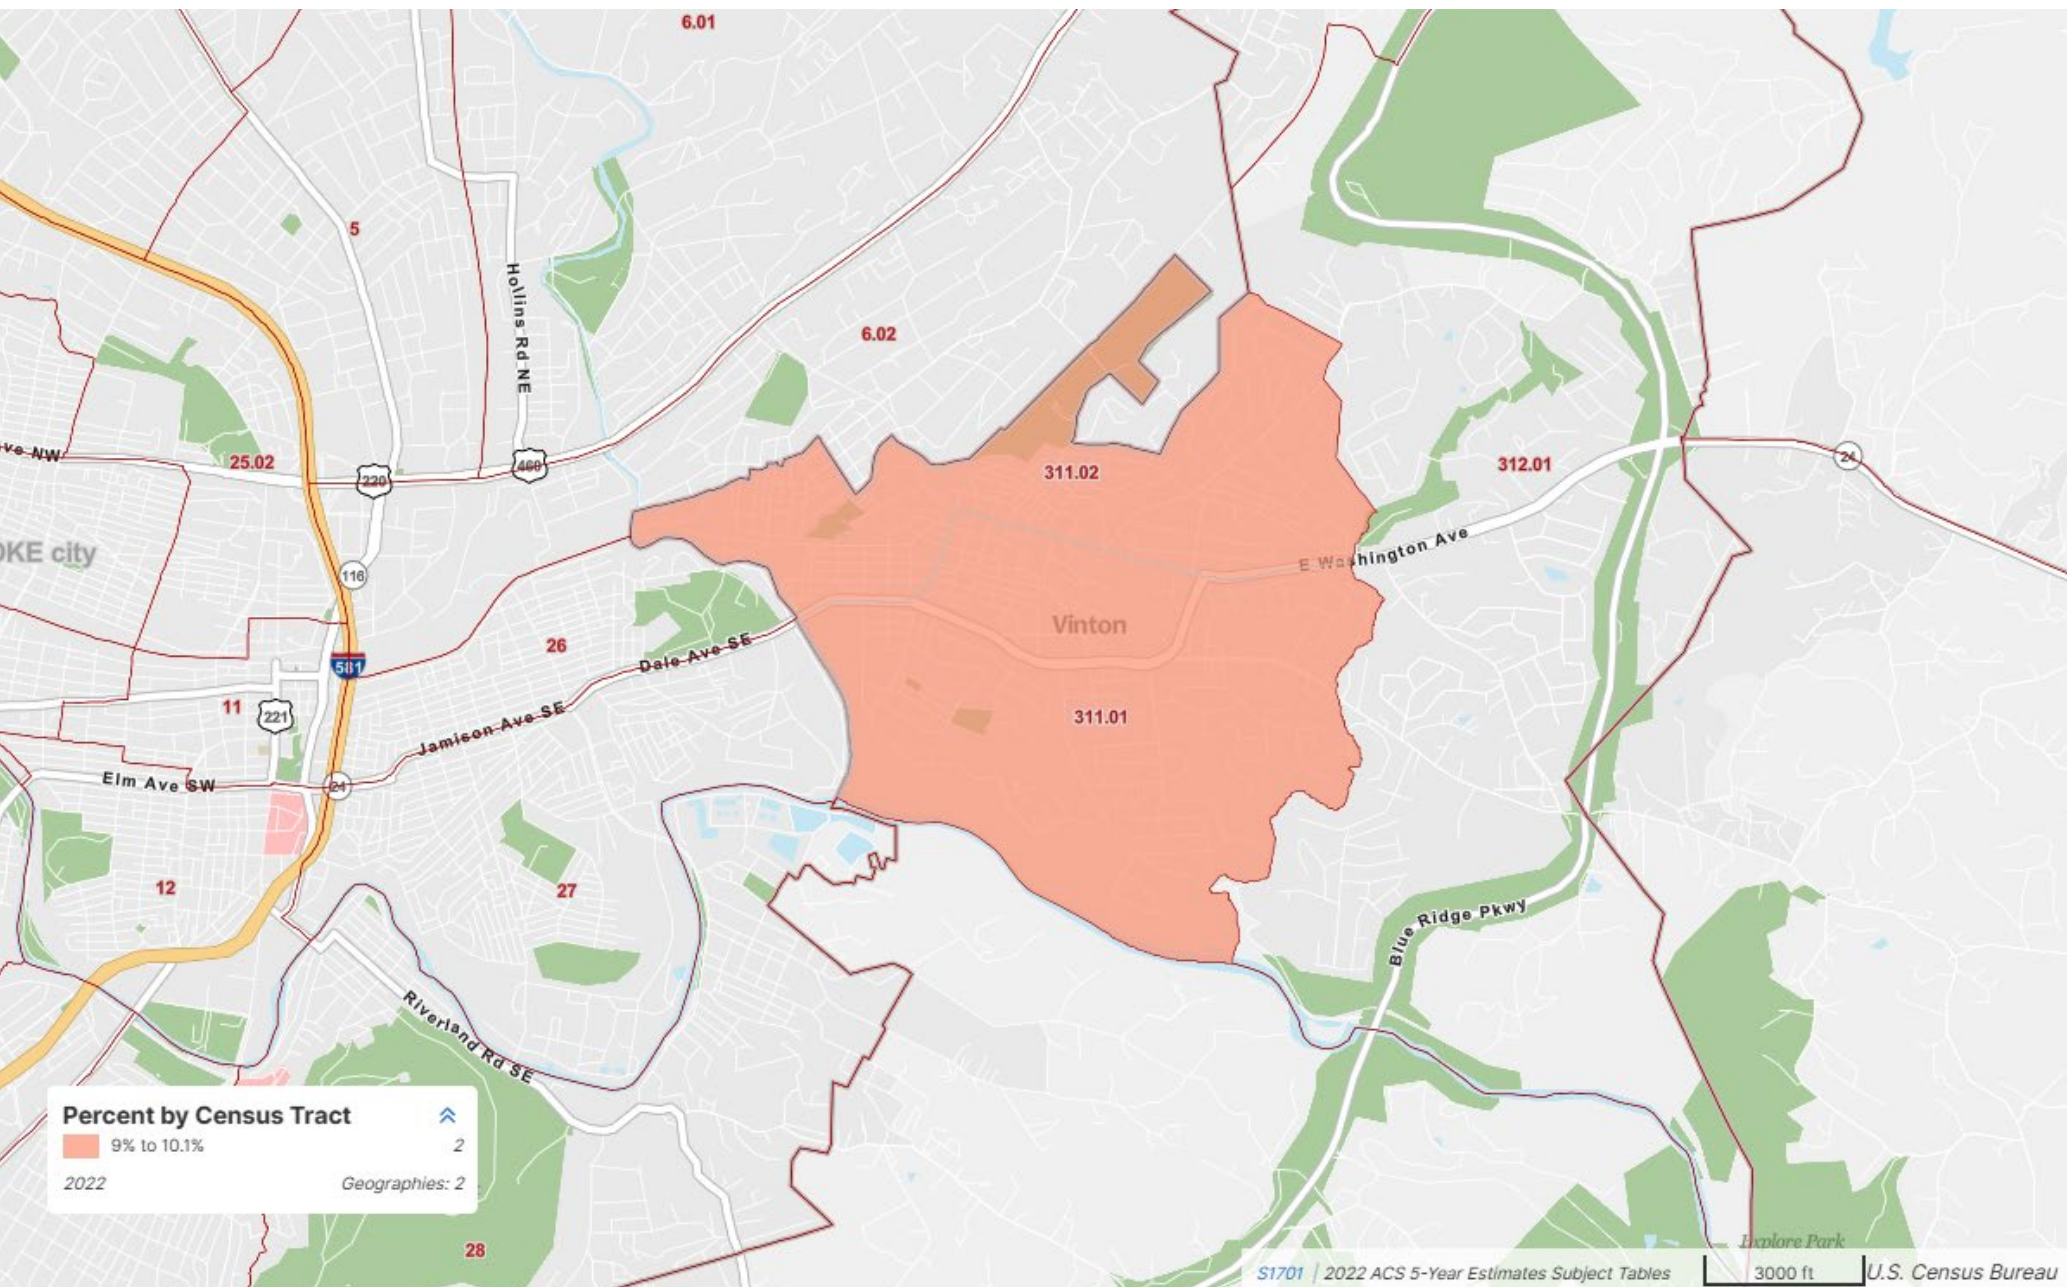 6.01
5
Hollins Rd NE
6.02
ve NW
25.02
220
460
311.02
312.01
24
OKE city
116
E Washington Ave
26
Vinton
Dale Ave SE
581
11
221
311.01
Jamison Ave SE
Elm Ave SW
24
12
27
Blue Ridge Pkwy
Riverland Rd SE
Percent by Census Tract
9% to 10.1% 2
2022 Geographies: 2
28
Explore Park
S1701 | 2022 ACS 5-Year Estimates Subject Tables 3000 ft U.S. Census Bureau